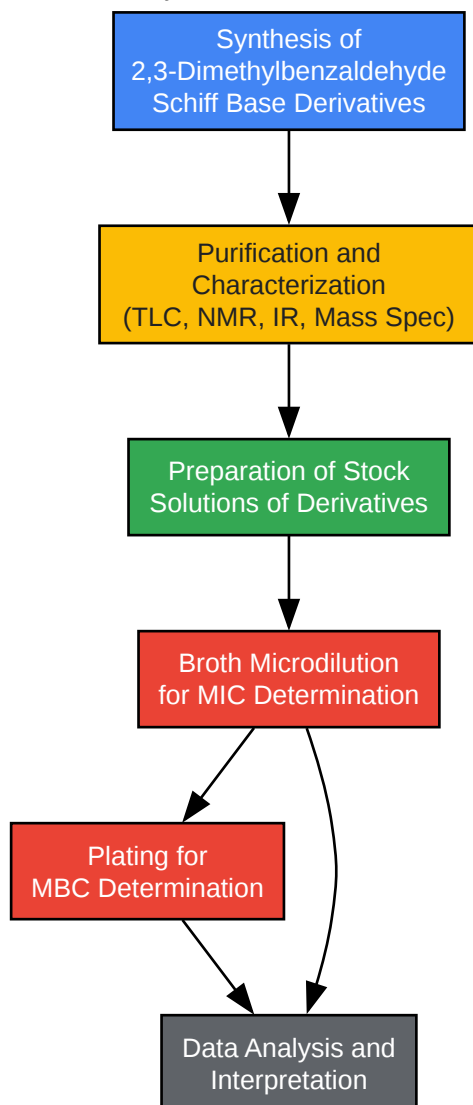 Synthesis of
2,3-Dimethylbenzaldehyde
Schiff Base Derivatives
Purification and
Characterization
(TLC, NMR, IR, Mass Spec)
Preparation of Stock
Solutions of Derivatives
Broth Microdilution
for MIC Determination
Plating for
MBC Determination
Data Analysis and
Interpretation